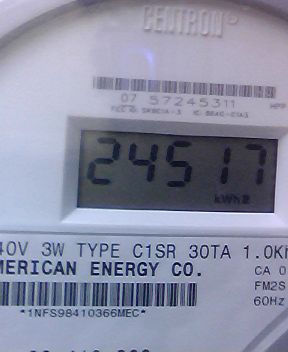 CENTRON
07 57245311
24517
kWh
40V 3W TYPE C1SR 30TA 1.0K
MERICAN ENERGY CO.
CA 0
FM2S
60Hz
*1NFS98410366MEC*